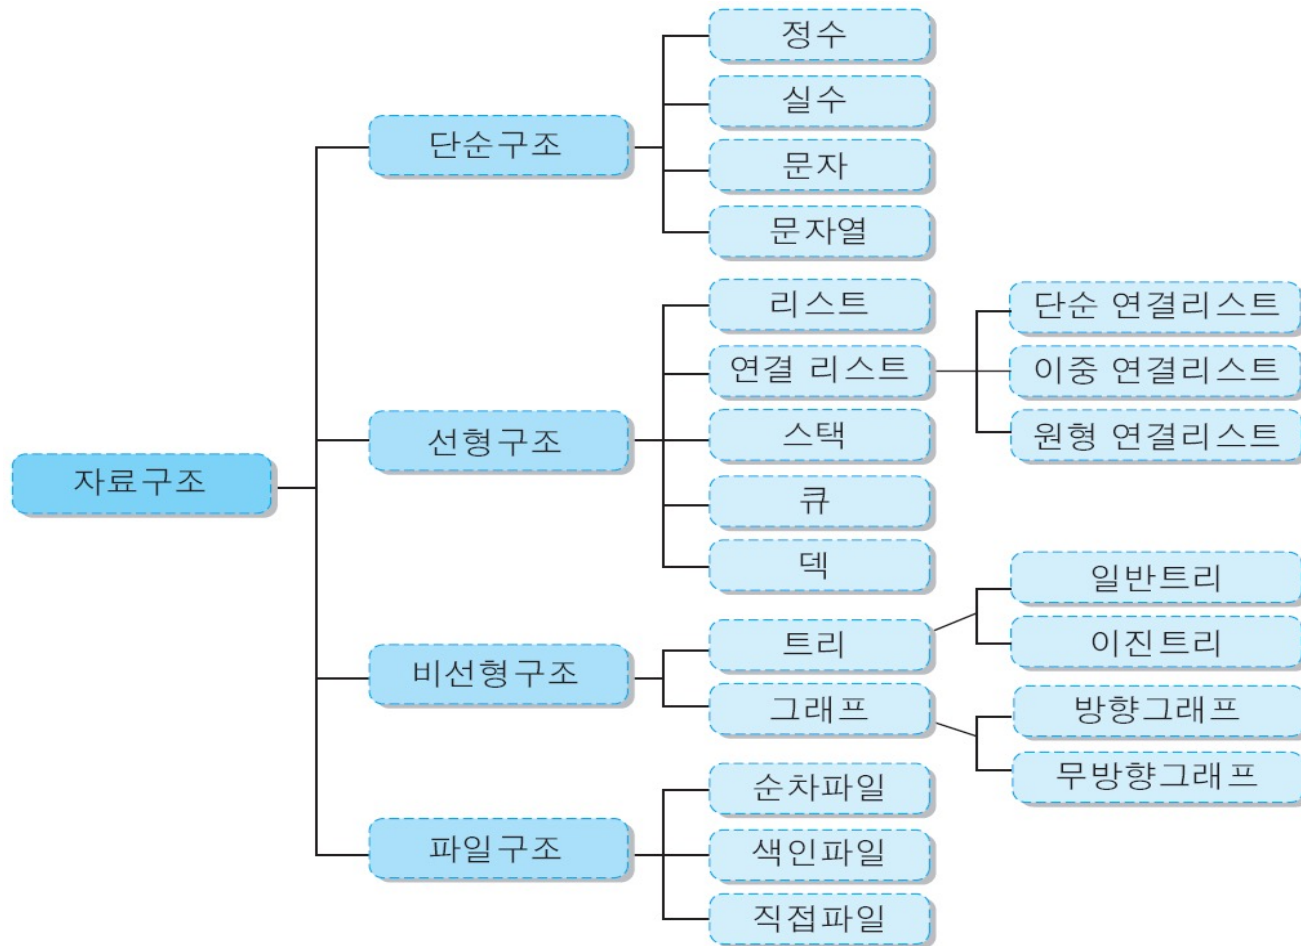 자료구조
단순구조
정수
실수
문자
문자열
선형구조
리스트
연결 리스트
단순 연결리스트
이중 연결리스트
원형 연결리스트
스택
큐
덱
비선형구조
트리
일반트리
이진트리
그래프
방향그래프
무방향그래프
파일구조
순차파일
색인파일
직접파일